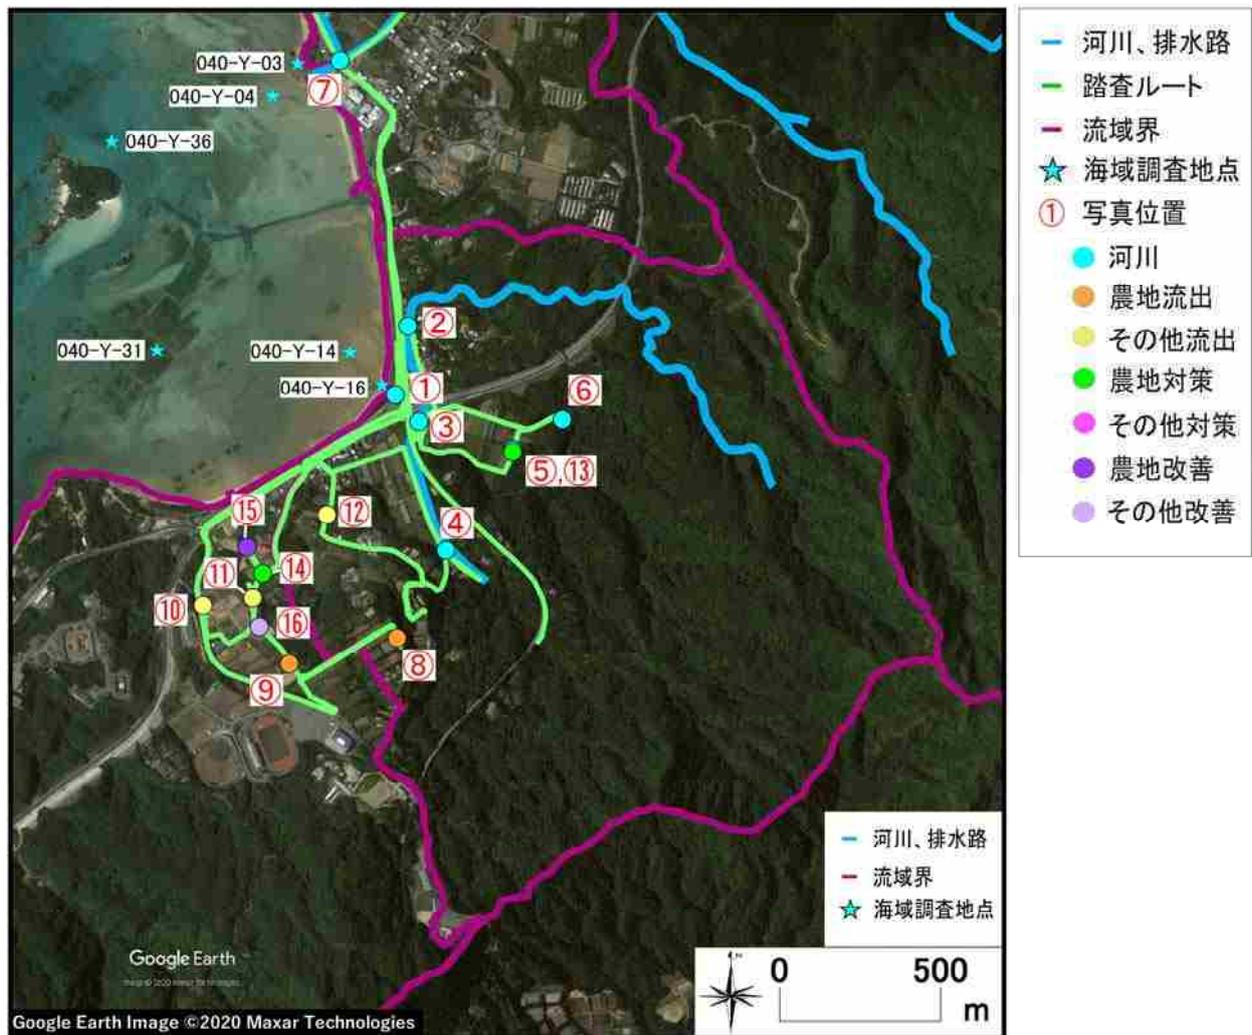 040-Y-03
⑦
040-Y-04
040-Y-36
②
040-Y-31
040-Y-14
040-Y-16
①
⑥
③
⑤,⑬
⑮
⑫
④
⑪
⑭
⑩
⑯
⑧
⑨
河川、排水路
踏査ルート
流域界
海域調査地点
① 写真位置
河川
農地流出
その他流出
農地対策
その他対策
農地改善
その他改善
河川、排水路
流域界
海域調査地点
0 500
m
Google Earth
Google Earth Image ©2020 Maxar Technologies